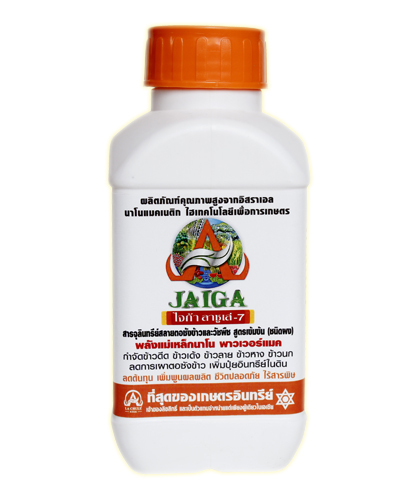 ผลิตภัณฑ์คุณภาพสูงจากอิสราเอล
นาโนแมคเนติก ไฮเทคโนโลยีเพื่อการเกษตร
JAIGA
ไจก้า ลาซูเล่-7
สารจุลินทรีย์สลายตอซังข้าวและวัชพืช สูตรเข้มข้น (ชนิดผง)
พลังแม่เหล็กนาโน พาวเวอร์แมค
กำจัดข้าวดีด ข้าวเด้ง ข้าวลาย ข้าวหาง ข้าวนก
ลดการเผาตอซังข้าว เพิ่มปุ๋ยอินทรีย์ในดิน
ลดต้นทุน เพิ่มพูนผลผลิต ชีวิตปลอดภัย ไร้สารพิษ
ที่สุดของเกษตรอินทรีย์